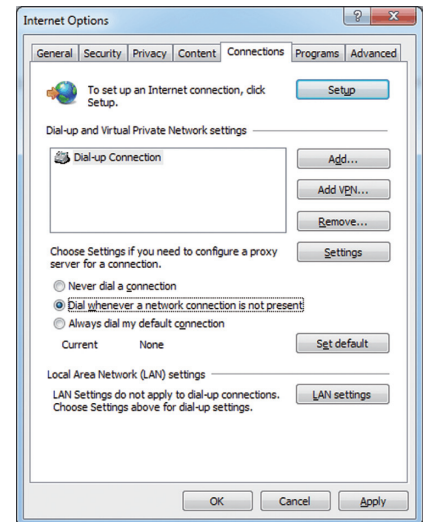 Internet Options
General Security Privacy Content Connections Programs Advanced
To set up an Internet connection, click
Setup.
Setup
Dial-up and Virtual Private Network settings
Dial-up Connection
Add...
Add VPN...
Remove...
Choose Settings if you need to configure a proxy
server for a connection.
Settings
Never dial a connection
Dial whenever a network connection is not present
Always dial my default connection
Current None
Set default
Local Area Network (LAN) settings
LAN Settings do not apply to dial-up connections.
Choose Settings above for dial-up settings.
LAN settings
OK Cancel Apply